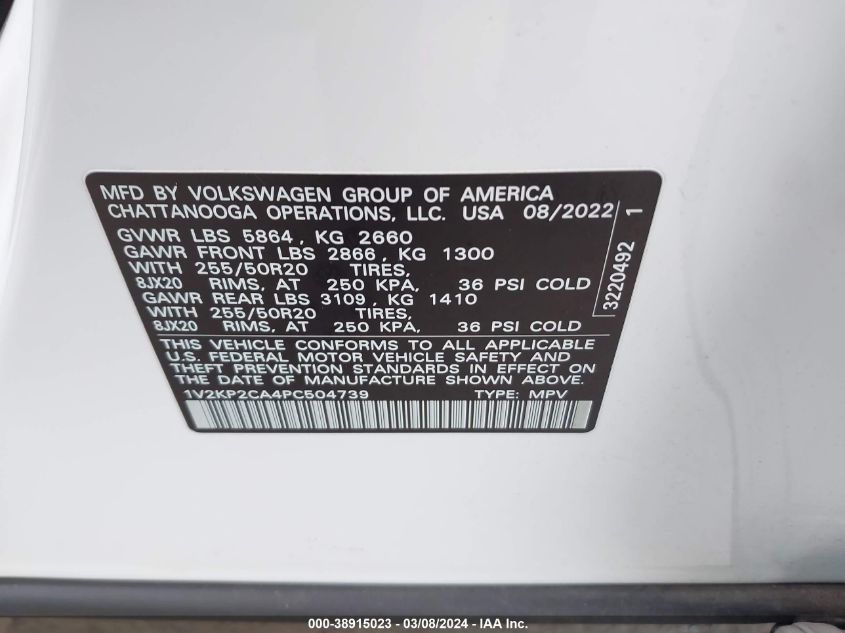 MFD BY VOLKSWAGEN GROUP OF AMERICA
CHATTANOOGA OPERATIONS, LLC. USA 08/2022
GVWR LBS 5864, KG 2660
GAWR FRONT LBS 2866, KG 1300
WITH 255/50R20 TIRES,
8JX20 RIMS, AT 250 KPA, 36 PSI COLD
GAWR REAR LBS 3109, KG 1410
WITH 255/50R20 TIRES,
8JX20 RIMS, AT 250 KPA, 36 PSI COLD
THIS VEHICLE CONFORMS TO ALL APPLICABLE
U.S. FEDERAL MOTOR VEHICLE SAFETY AND
THEFT PREVENTION STANDARDS IN EFFECT ON
THE DATE OF MANUFACTURE SHOWN ABOVE.
1V2KP2CA4PC504739 TYPE: MPV
3220492 1
000-38915023 - 03/08/2024 - IAA Inc.